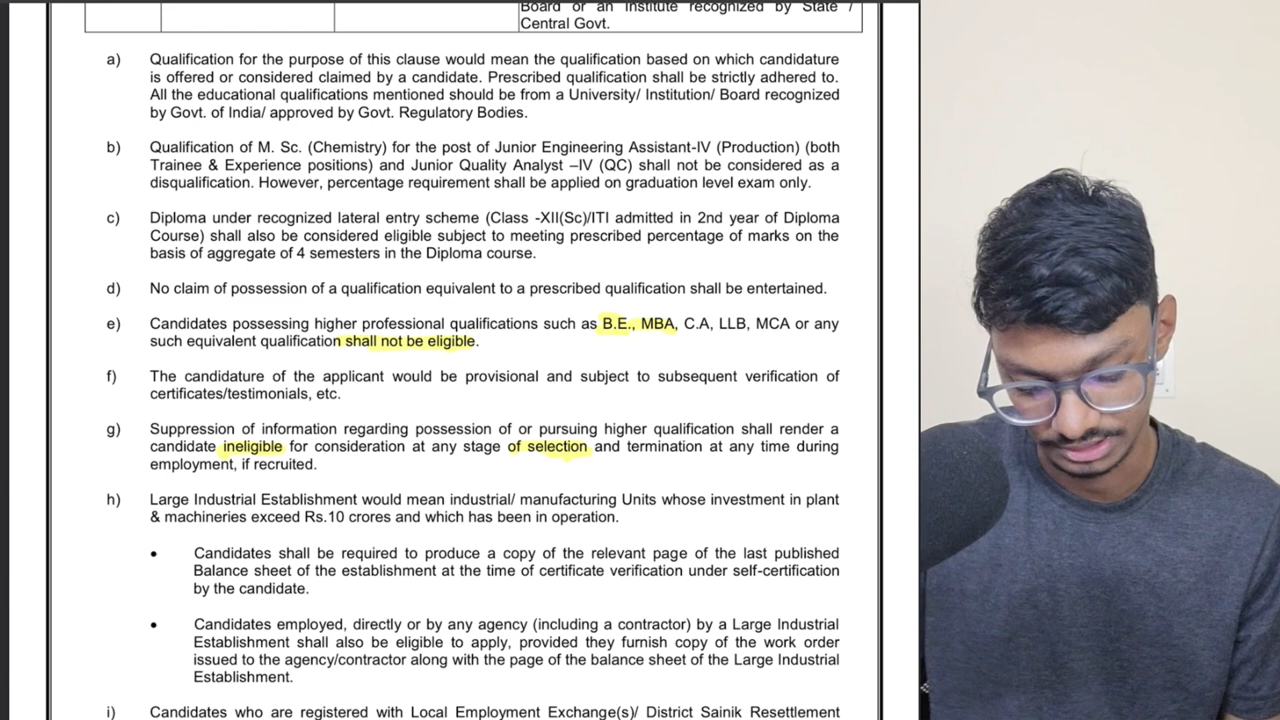 Board or an Institute recognized by State /
Central Govt.
a) Qualification for the purpose of this clause would mean the qualification based on which candidature
is offered or considered claimed by a candidate. Prescribed qualification shall be strictly adhered to.
All the educational qualifications mentioned should be from a University/ Institution/ Board recognized
by Govt. of India/ approved by Govt. Regulatory Bodies.
b) Qualification of M. Sc. (Chemistry) for the post of Junior Engineering Assistant-IV (Production) (both
Trainee & Experience positions) and Junior Quality Analyst –IV (QC) shall not be considered as a
disqualification. However, percentage requirement shall be applied on graduation level exam only.
c) Diploma under recognized lateral entry scheme (Class -XII(Sc)/ITI admitted in 2nd year of Diploma
Course) shall also be considered eligible subject to meeting prescribed percentage of marks on the
basis of aggregate of 4 semesters in the Diploma course.
d) No claim of possession of a qualification equivalent to a prescribed qualification shall be entertained.
e) Candidates possessing higher professional qualifications such as B.E., MBA, C.A, LLB, MCA or any
such equivalent qualification shall not be eligible.
f) The candidature of the applicant would be provisional and subject to subsequent verification of
certificates/testimonials, etc.
g) Suppression of information regarding possession of or pursuing higher qualification shall render a
candidate ineligible for consideration at any stage of selection and termination at any time during
employment, if recruited.
h) Large Industrial Establishment would mean industrial/ manufacturing Units whose investment in plant
& machineries exceed Rs.10 crores and which has been in operation.
• Candidates shall be required to produce a copy of the relevant page of the last published
Balance sheet of the establishment at the time of certificate verification under self-certification
by the candidate.
• Candidates employed, directly or by any agency (including a contractor) by a Large Industrial
Establishment shall also be eligible to apply, provided they furnish copy of the work order
issued to the agency/contractor along with the page of the balance sheet of the Large Industrial
Establishment.
i) Candidates who are registered with Local Employment Exchange(s)/ District Sainik Resettlement